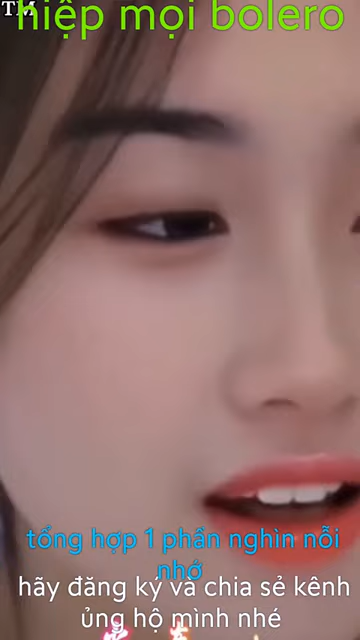 TM
hiệp mọi bolero
tổng hợp 1 phần nghìn nỗi
nhớ
hãy đăng ký và chia sẻ kênh
ủng hộ mình nhé